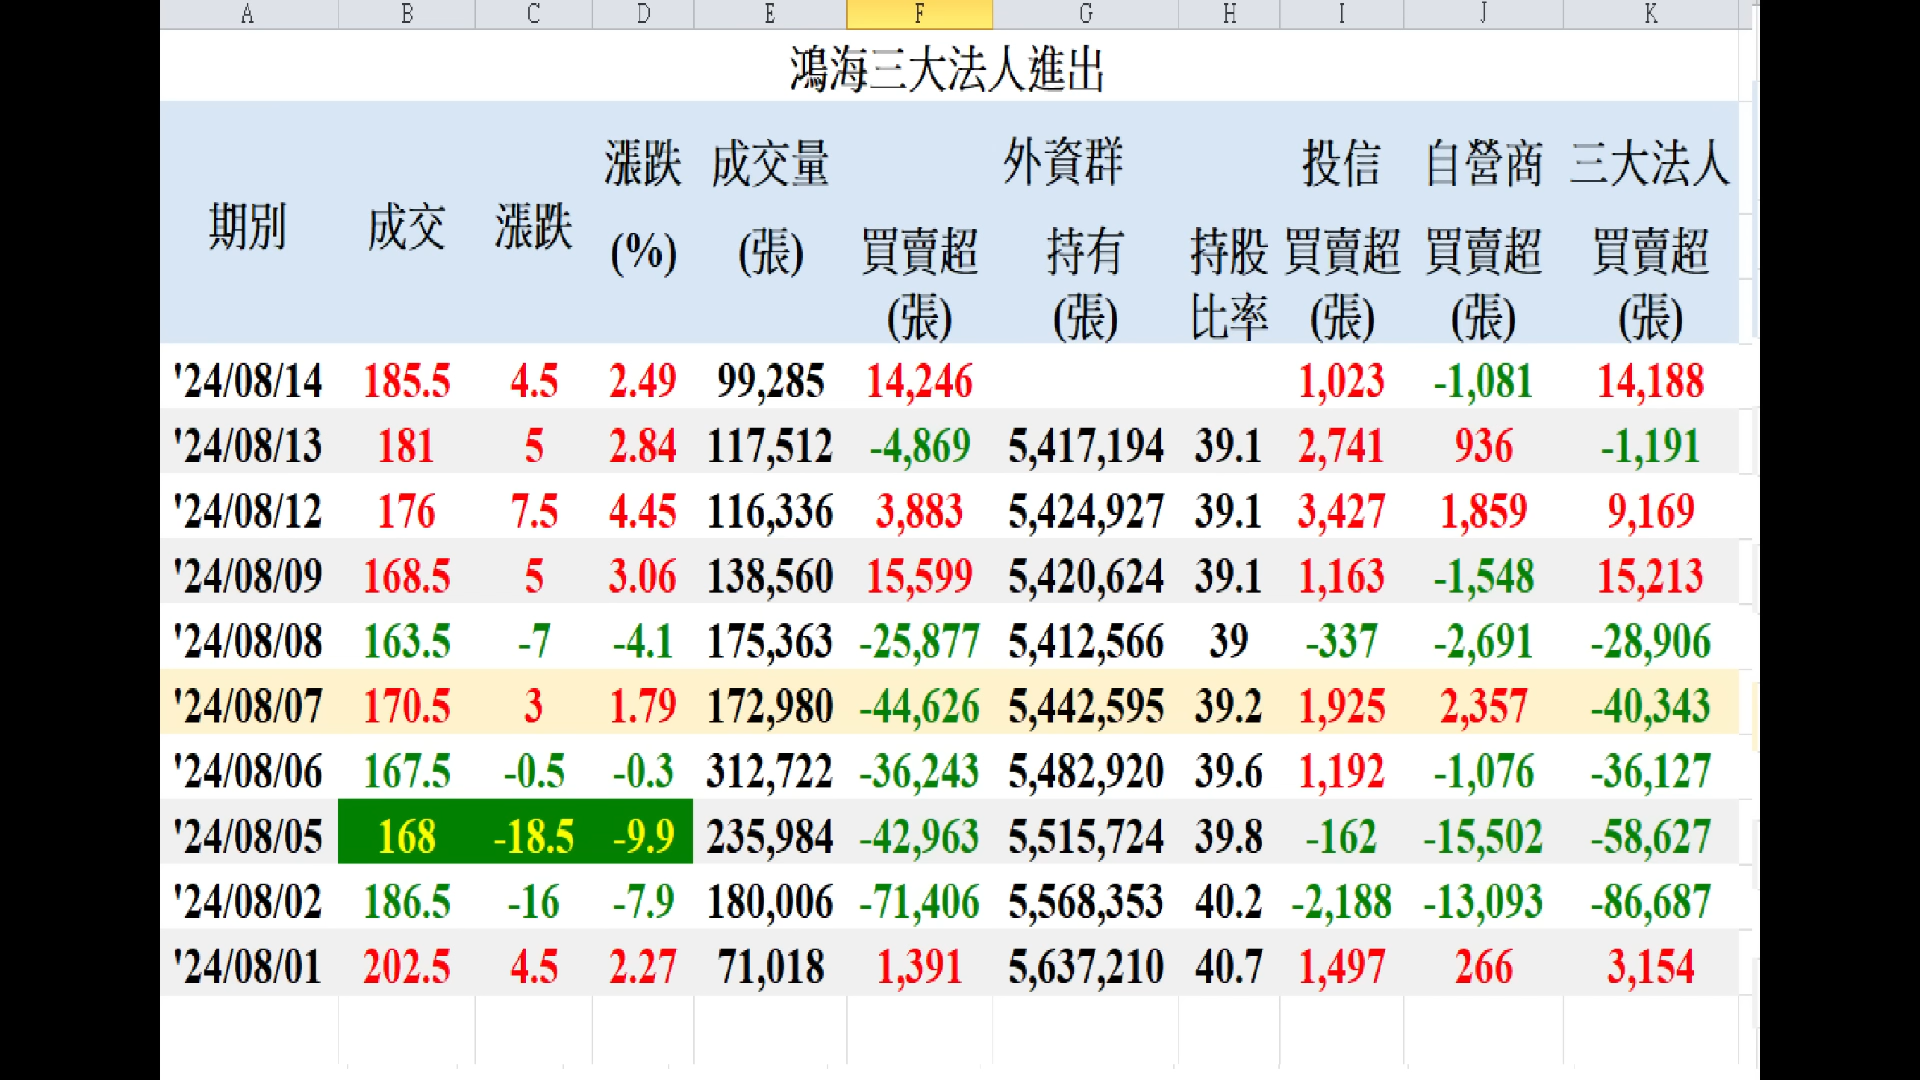 A B C D E F G H I J K
鴻海三大法人進出
漲跌 成交量 外資群 投信 自營商 三大法人
期別 成交 漲跌 (%) (張) 買賣超 持有 持股 買賣超 買賣超 買賣超
(張) (張) 比率 (張) (張) (張)
'24/08/14 185.5 4.5 2.49 99,285 14,246 1,023 -1,081 14,188
'24/08/13 181 5 2.84 117,512 -4,869 5,417,194 39.1 2,741 936 -1,191
'24/08/12 176 7.5 4.45 116,336 3,883 5,424,927 39.1 3,427 1,859 9,169
'24/08/09 168.5 5 3.06 138,560 15,599 5,420,624 39.1 1,163 -1,548 15,213
'24/08/08 163.5 -7 -4.1 175,363 -25,877 5,412,566 39 -337 -2,691 -28,906
'24/08/07 170.5 3 1.79 172,980 -44,626 5,442,595 39.2 1,925 2,357 -40,343
'24/08/06 167.5 -0.5 -0.3 312,722 -36,243 5,482,920 39.6 1,192 -1,076 -36,127
'24/08/05 168 -18.5 -9.9 235,984 -42,963 5,515,724 39.8 -162 -15,502 -58,627
'24/08/02 186.5 -16 -7.9 180,006 -71,406 5,568,353 40.2 -2,188 -13,093 -86,687
'24/08/01 202.5 4.5 2.27 71,018 1,391 5,637,210 40.7 1,497 266 3,154